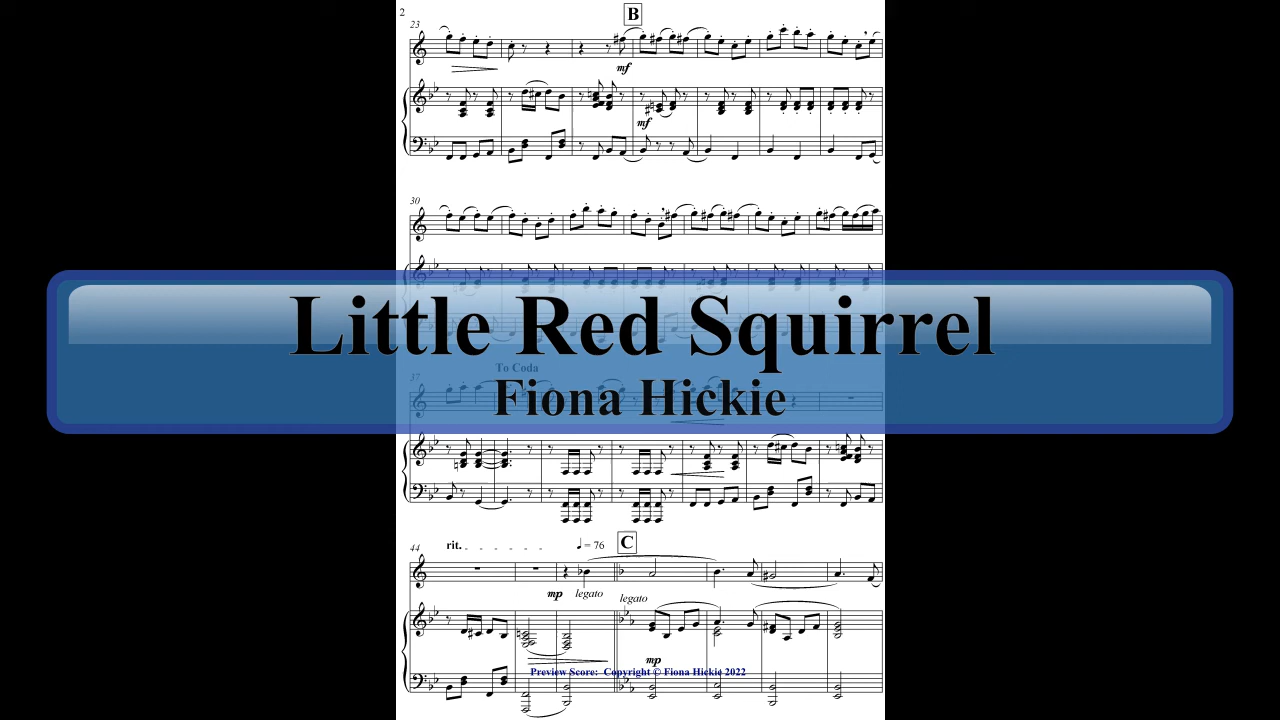 2
B
23
mf
mf
30
Little Red Squirrel
To Coda
37
Fiona Hickie
C
44
rit.
♩ = 76
mp legato
legato
mp
Preview Score: Copyright © Fiona Hickie 2022